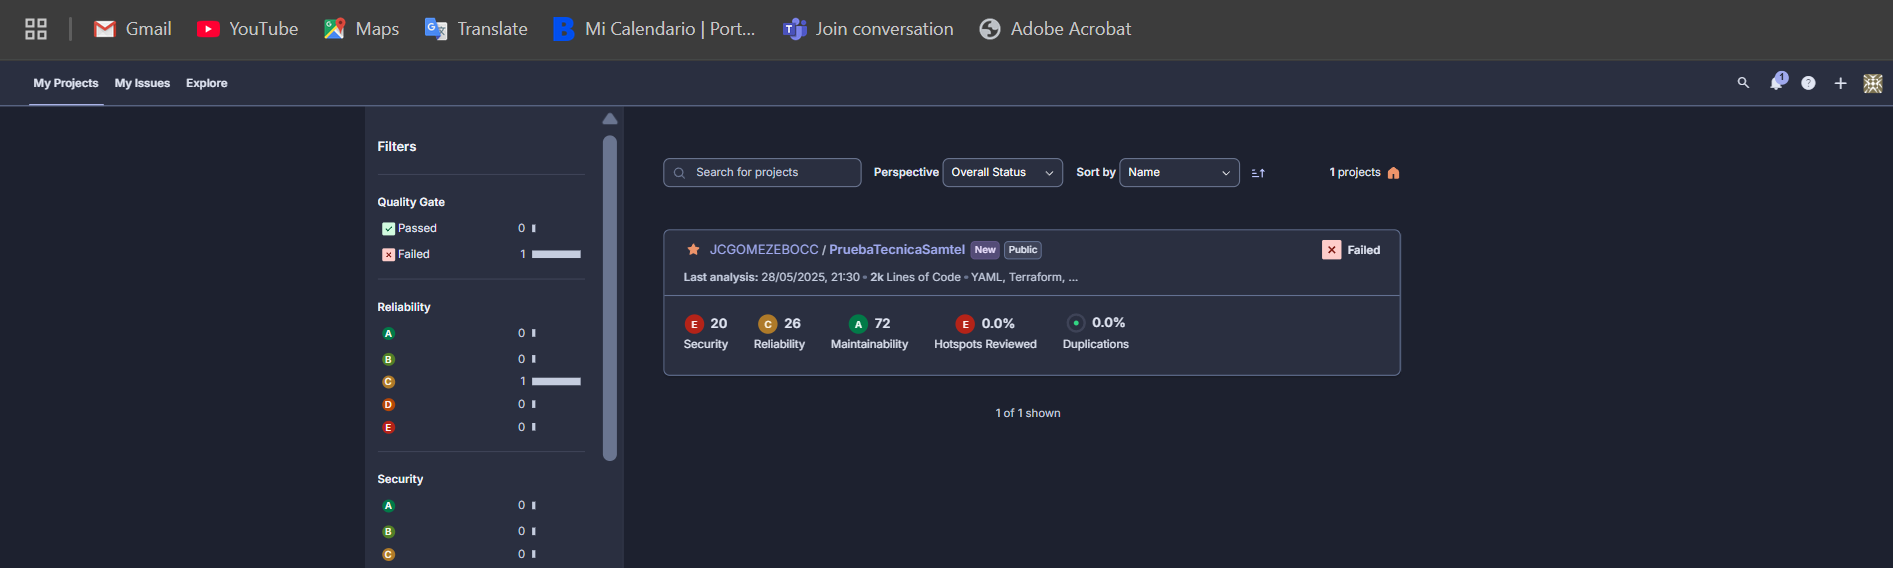 Gmail YouTube Maps Translate Mi Calendario | Port... Join conversation Adobe Acrobat
My Projects My Issues Explore 1
Filters
Quality Gate
Passed 0
Failed 1
Reliability
A 0
B 0
C 1
D 0
E 0
Security
A 0
B 0
C 0
Search for projects Perspective Overall Status Sort by Name 1 projects
JCGOMEZEBOCC / PruebaTecnicaSamtel New Public Failed
Last analysis: 28/05/2025, 21:30 • 2k Lines of Code • YAML, Terraform, ...
E 20 C 26 A 72 E 0.0% 0.0%
Security Reliability Maintainability Hotspots Reviewed Duplications
1 of 1 shown